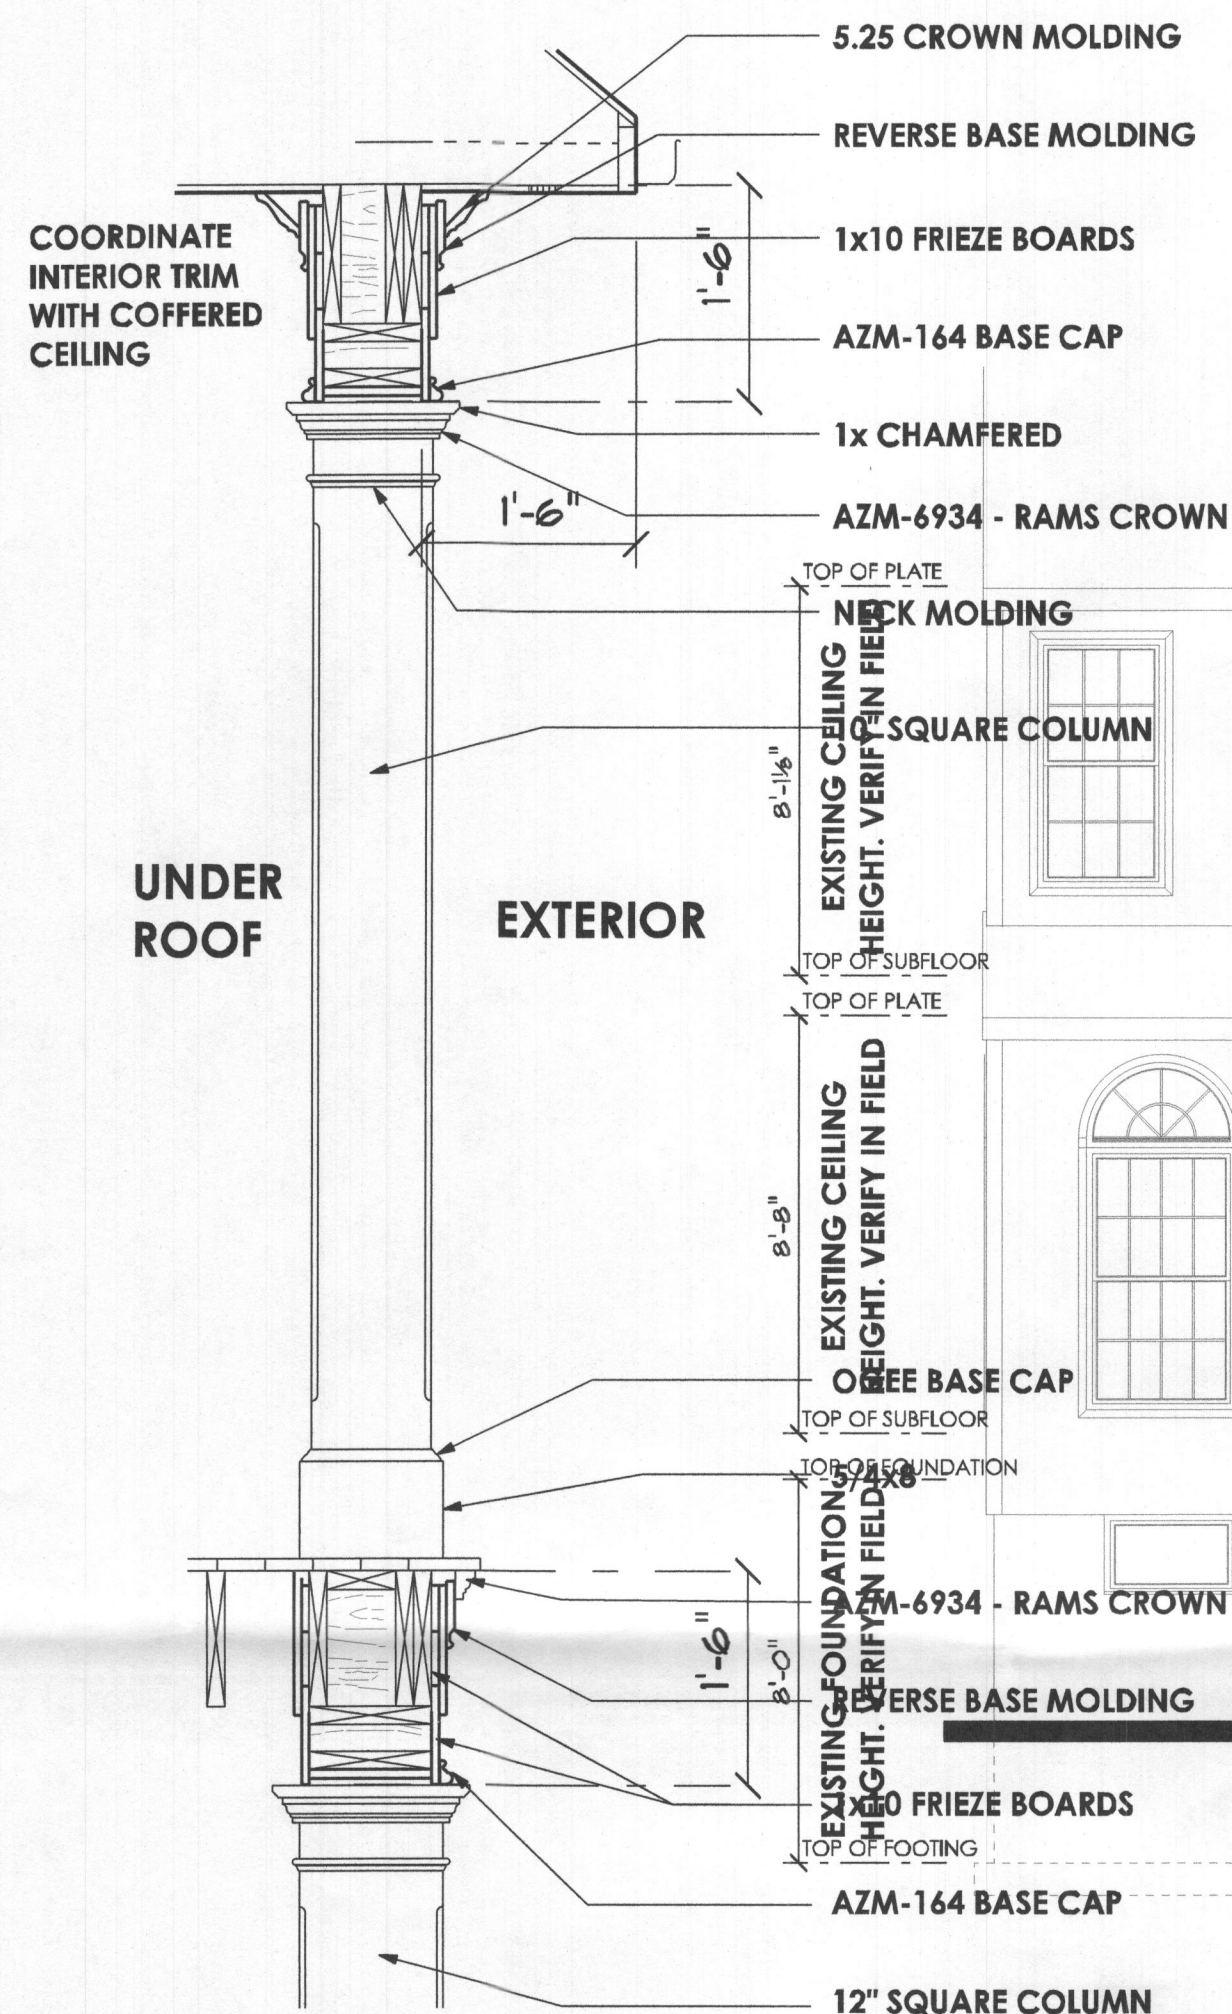 5.25 CROWN MOLDING
REVERSE BASE MOLDING
COORDINATE
INTERIOR TRIM
WITH COFFERED
CEILING
1x10 FRIEZE BOARDS
1'-6"
AZM-164 BASE CAP
1x CHAMFERED
1'-6"
AZM-6934 - RAMS CROWN
TOP OF PLATE
NECK MOLDING
EXISTING CEILING
HEIGHT. VERIFY IN FIELD
SQUARE COLUMN
UNDER
ROOF
EXTERIOR
TOP OF SUBFLOOR
TOP OF PLATE
EXISTING CEILING
HEIGHT. VERIFY IN FIELD
8'-8"
OGEE BASE CAP
TOP OF SUBFLOOR
TOP OF FOUNDATION
5/4x8
EXISTING FOUNDATION
HEIGHT. VERIFY IN FIELD
AZM-6934 - RAMS CROWN
1'-6"
8'-0"
REVERSE BASE MOLDING
1x10 FRIEZE BOARDS
TOP OF FOOTING
AZM-164 BASE CAP
12" SQUARE COLUMN